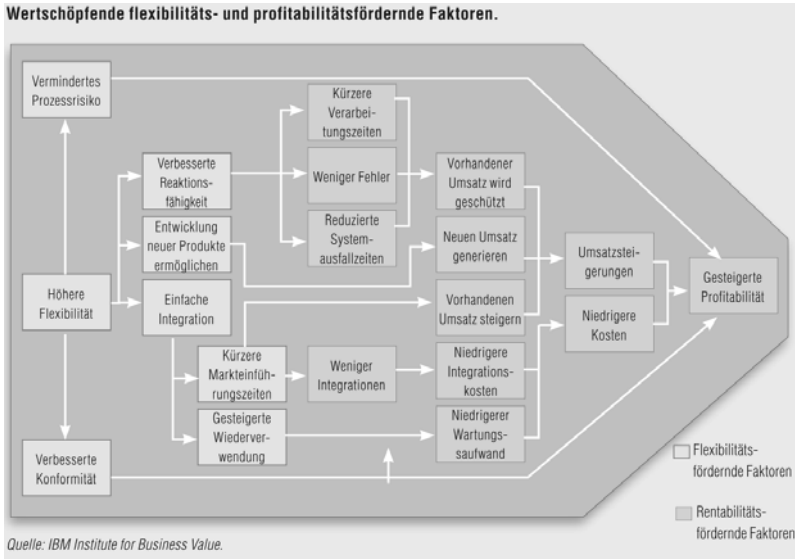 Wertschöpfende flexibilitäts- und profitabilitätsfördernde Faktoren.
Vermindertes
Prozessrisiko
Höhere
Flexibilität
Verbesserte
Konformität
Verbesserte
Reaktions-
fähigkeit
Entwicklung
neuer Produkte
ermöglichen
Einfache
Integration
Kürzere
Markteinfüh-
rungszeiten
Gesteigerte
Wiederver-
wendung
Kürzere
Verarbei-
tungszeiten
Weniger Fehler
Reduzierte
System-
ausfallzeiten
Weniger
Integrationen
Vorhandener
Umsatz wird
geschützt
Neuen Umsatz
generieren
Vorhandenen
Umsatz steigern
Niedrigere
Integrations-
kosten
Niedrigerer
Wartungs-
saufwand
Umsatzstei-
gerungen
Niedrigere
Kosten
Gesteigerte
Profitabilität
Flexibilitäts-
fördernde Faktoren
Rentabilitäts-
fördernde Faktoren
Quelle: IBM Institute for Business Value.